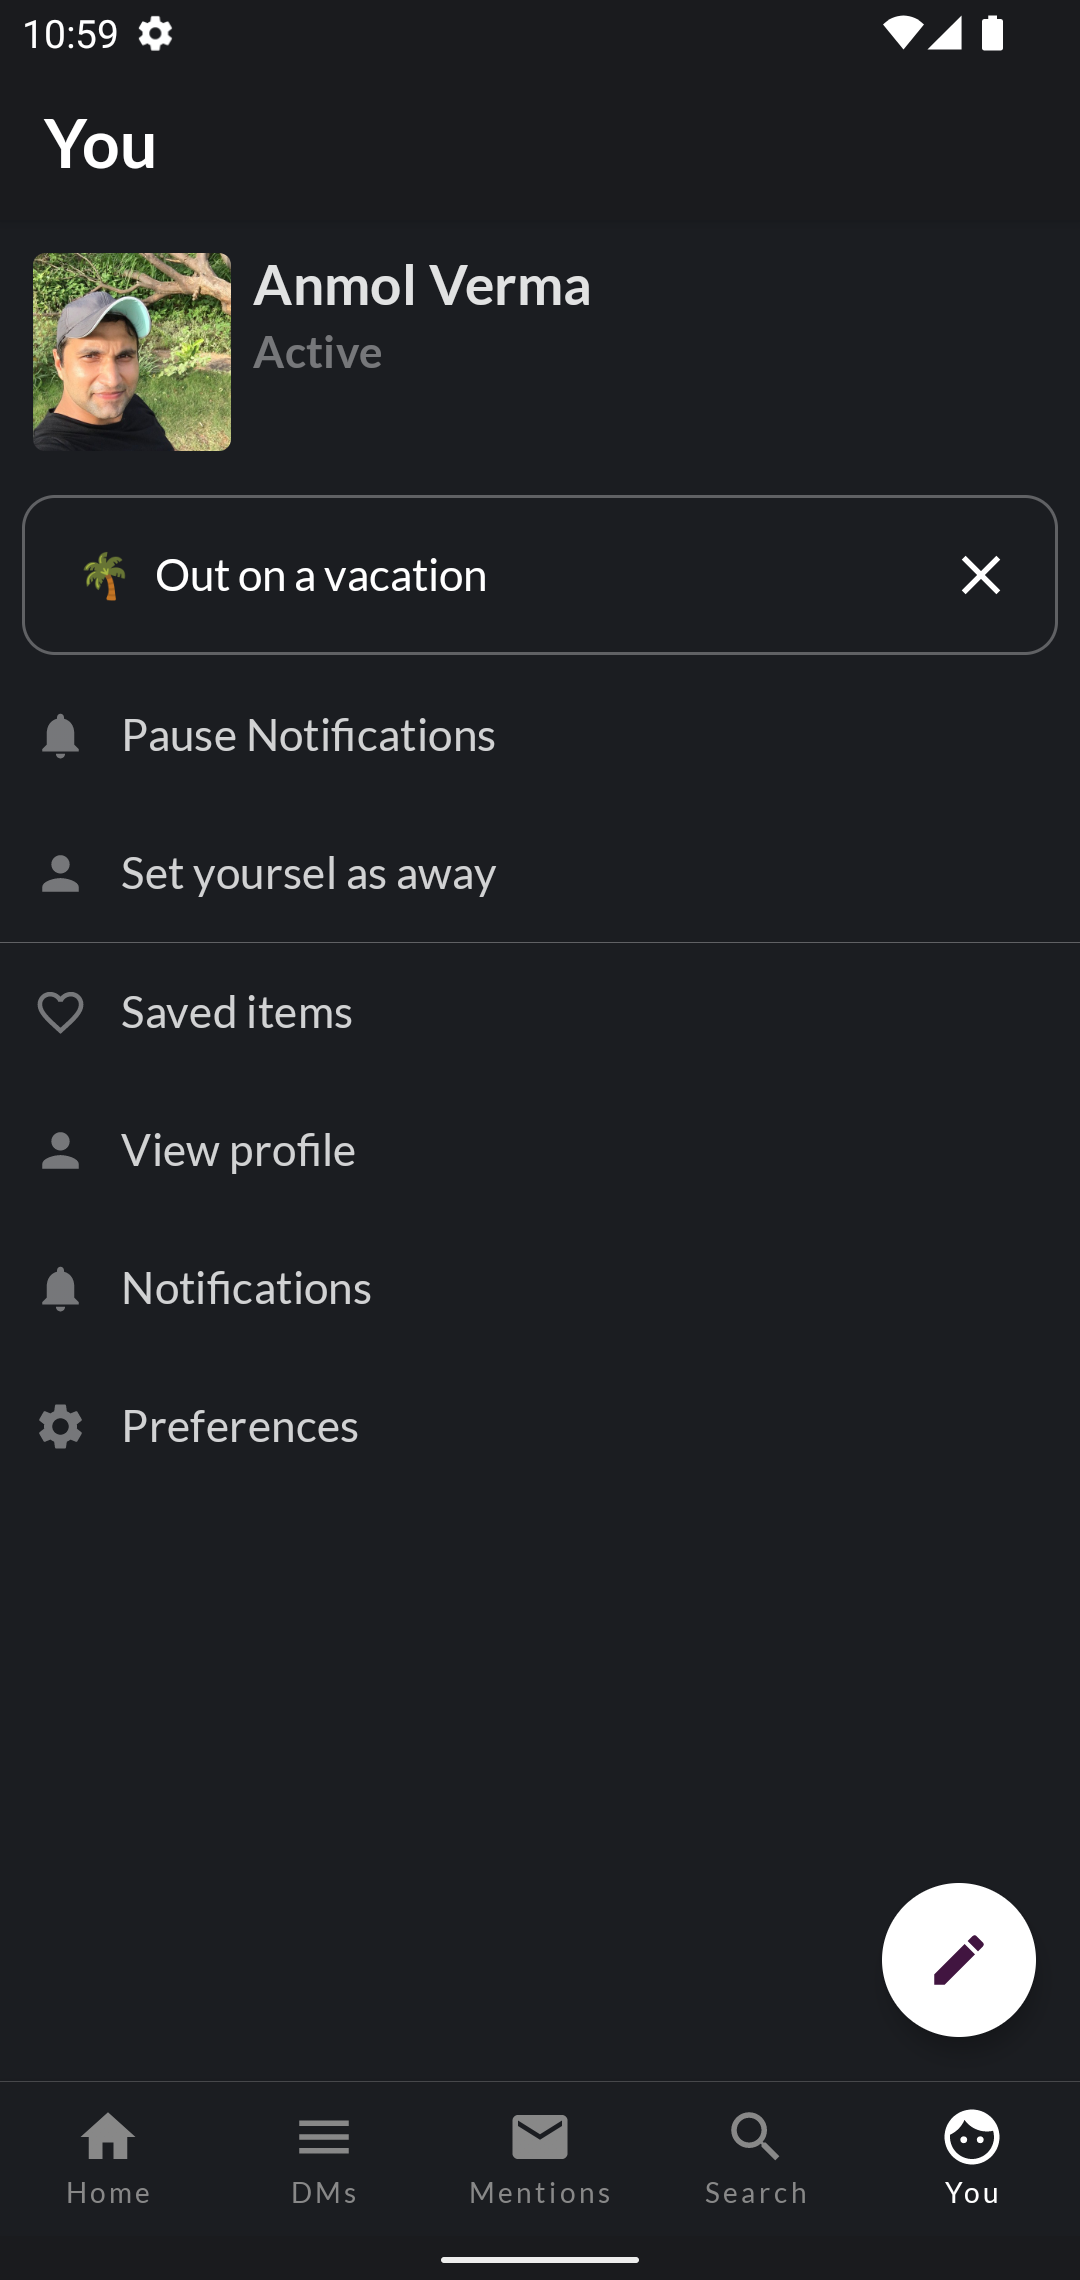 10:59
You
Anmol Verma
Active
🌴 Out on a vacation
Pause Notifications
Set yoursel as away
Saved items
View profile
Notifications
Preferences
Home DMs Mentions Search You